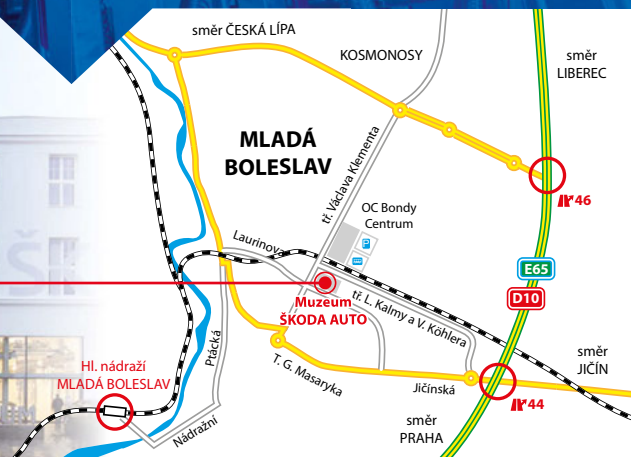 směr ČESKÁ LÍPA
KOSMONOSY
směr
LIBEREC
MLADÁ
BOLESLAV
tř. Václava Klementa
46
OC Bondy
Centrum
P
Laurinova
E65
D10
Muzeum
ŠKODA AUTO
tř. L. Kalmy a V. Köhlera
směr
JIČÍN
Hl. nádraží
MLADÁ BOLESLAV
Ptácká
T. G. Masaryka
Jičínská
44
Nádražní
směr
PRAHA
Š